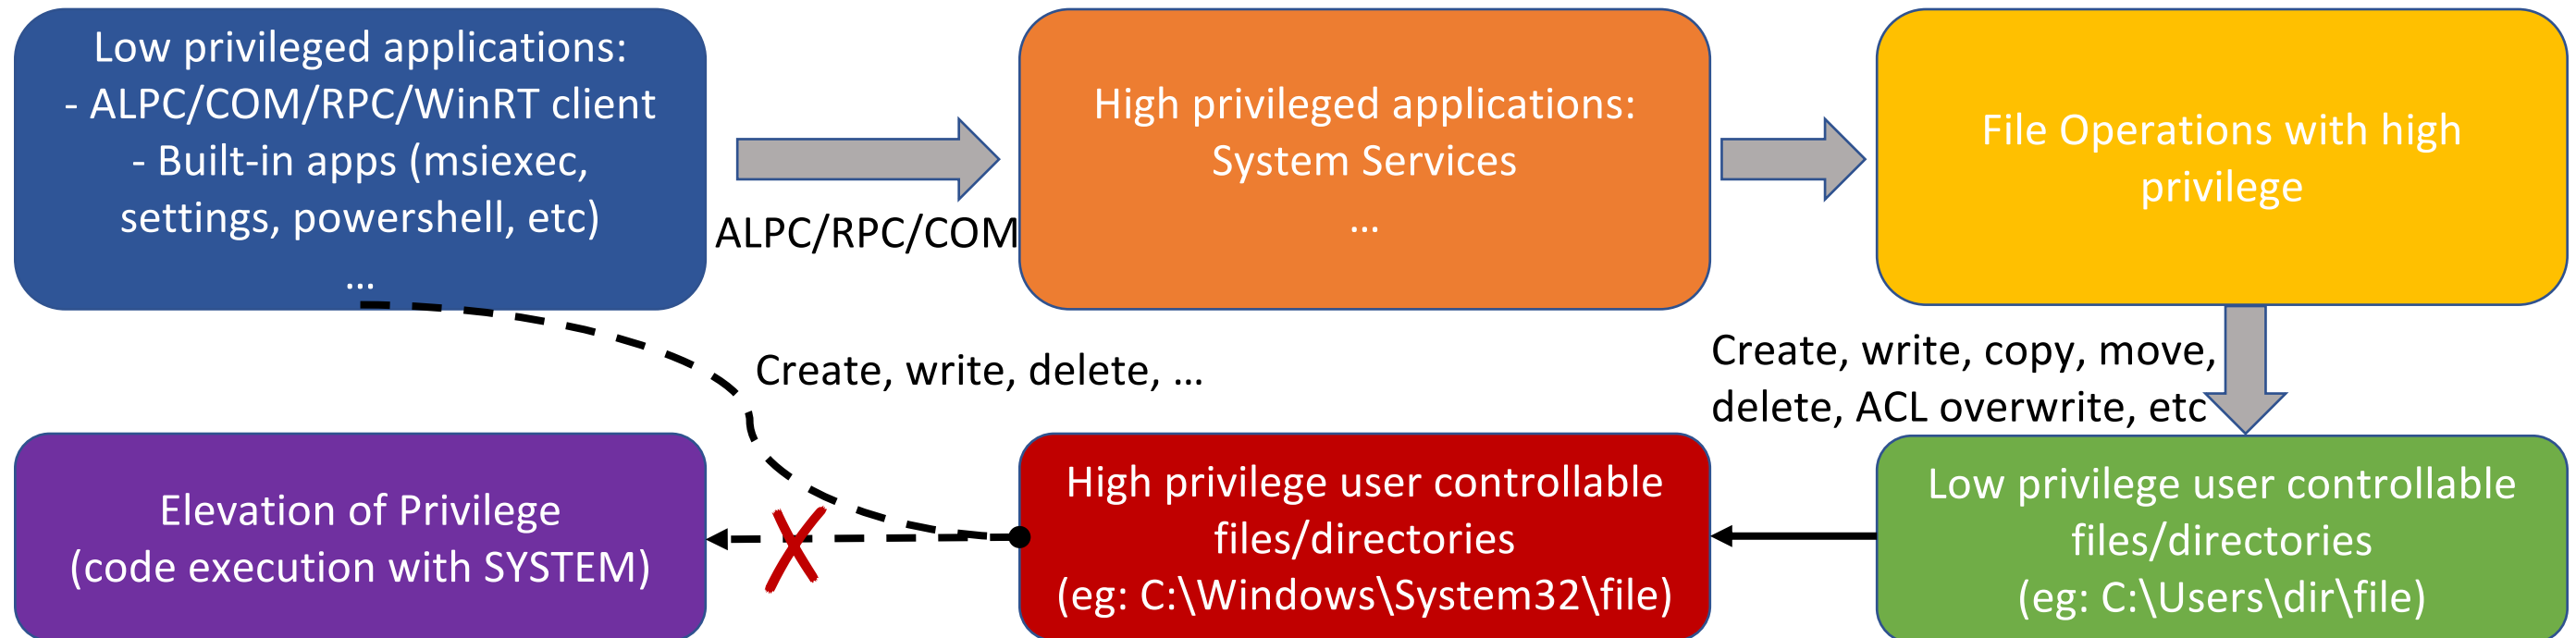 Low privileged applications:
- ALPC/COM/RPC/WinRT client
- Built-in apps (msiexec,
settings, powershell, etc)
...
ALPC/RPC/COM
High privileged applications:
System Services
...
File Operations with high
privilege
Create, write, delete, ...
Create, write, copy, move,
delete, ACL overwrite, etc
Elevation of Privilege
(code execution with SYSTEM)
High privilege user controllable
files/directories
(eg: C:\Windows\System32\file)
Low privilege user controllable
files/directories
(eg: C:\Users\dir\file)